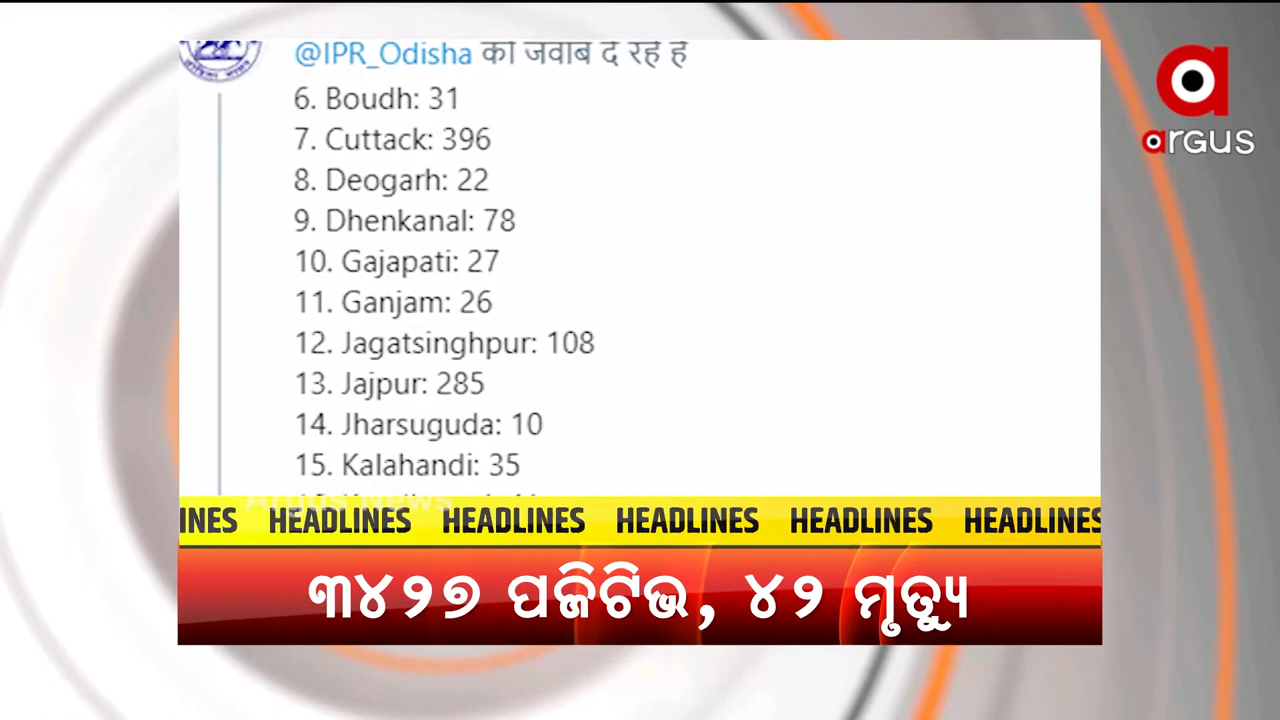 @IPR_Odisha को जवाब दे रहे हैं
6. Boudh: 31
7. Cuttack: 396
8. Deogarh: 22
9. Dhenkanal: 78
10. Gajapati: 27
11. Ganjam: 26
12. Jagatsinghpur: 108
13. Jajpur: 285
14. Jharsuguda: 10
15. Kalahandi: 35
argus
Argus News
INES HEADLINES HEADLINES HEADLINES HEADLINES HEADLINES
୩୪୨୭ ପଜିଟିଭ, ୪୨ ମୃତ୍ୟୁ